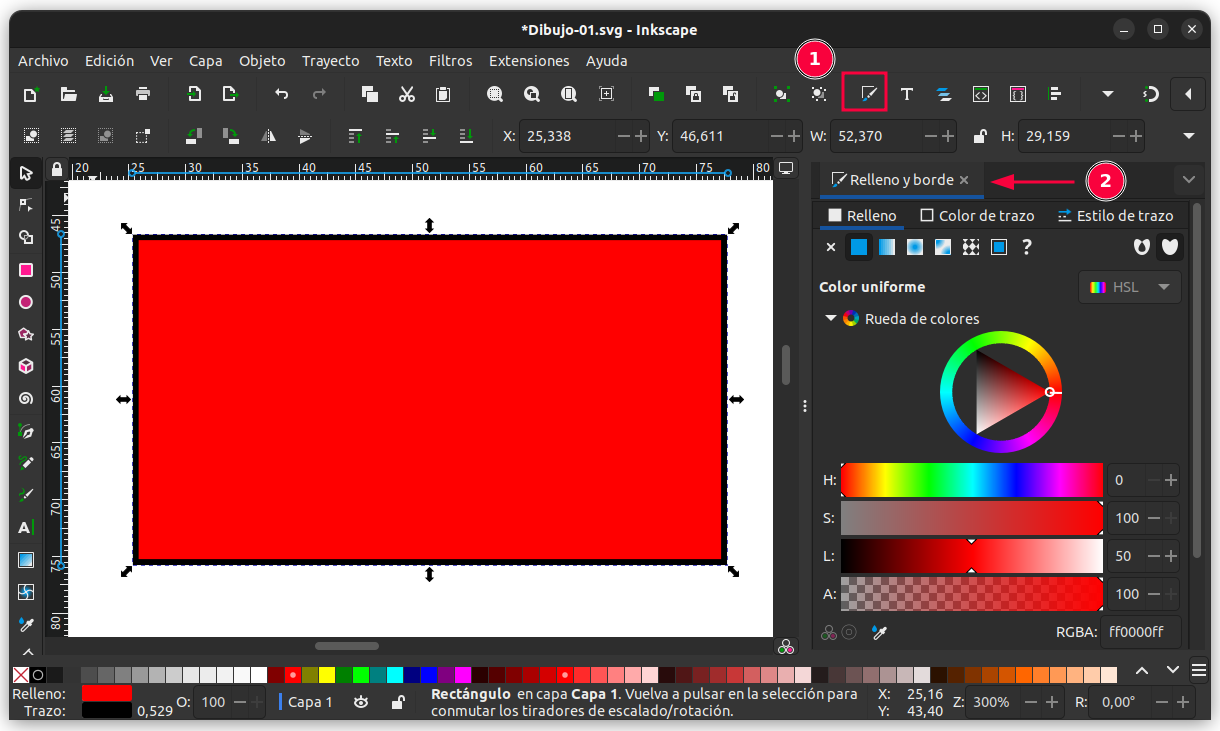 *Dibujo-01.svg - Inkscape
Archivo Edición Ver Capa Objeto Trayecto Texto Filtros Extensiones Ayuda
1
X: 25,338 Y: 46,611 W: 52,370 H: 29,159
20 25 30 35 40 45 50 55 60 65 70 75 80
45
50
55
60
65
70
75
80
Relleno y borde
2
Relleno Color de trazo Estilo de trazo
?
Color uniforme HSL
Rueda de colores
H: 0
S: 100
L: 50
A: 100
RGBA: ff0000ff
Relleno: O: 100 Capa 1 Rectángulo en capa Capa 1. Vuelva a pulsar en la selección para X: 25,16 Z: 300% R: 0,00°
Trazo: 0,529 conmutar los tiradores de escalado/rotación. Y: 43,40